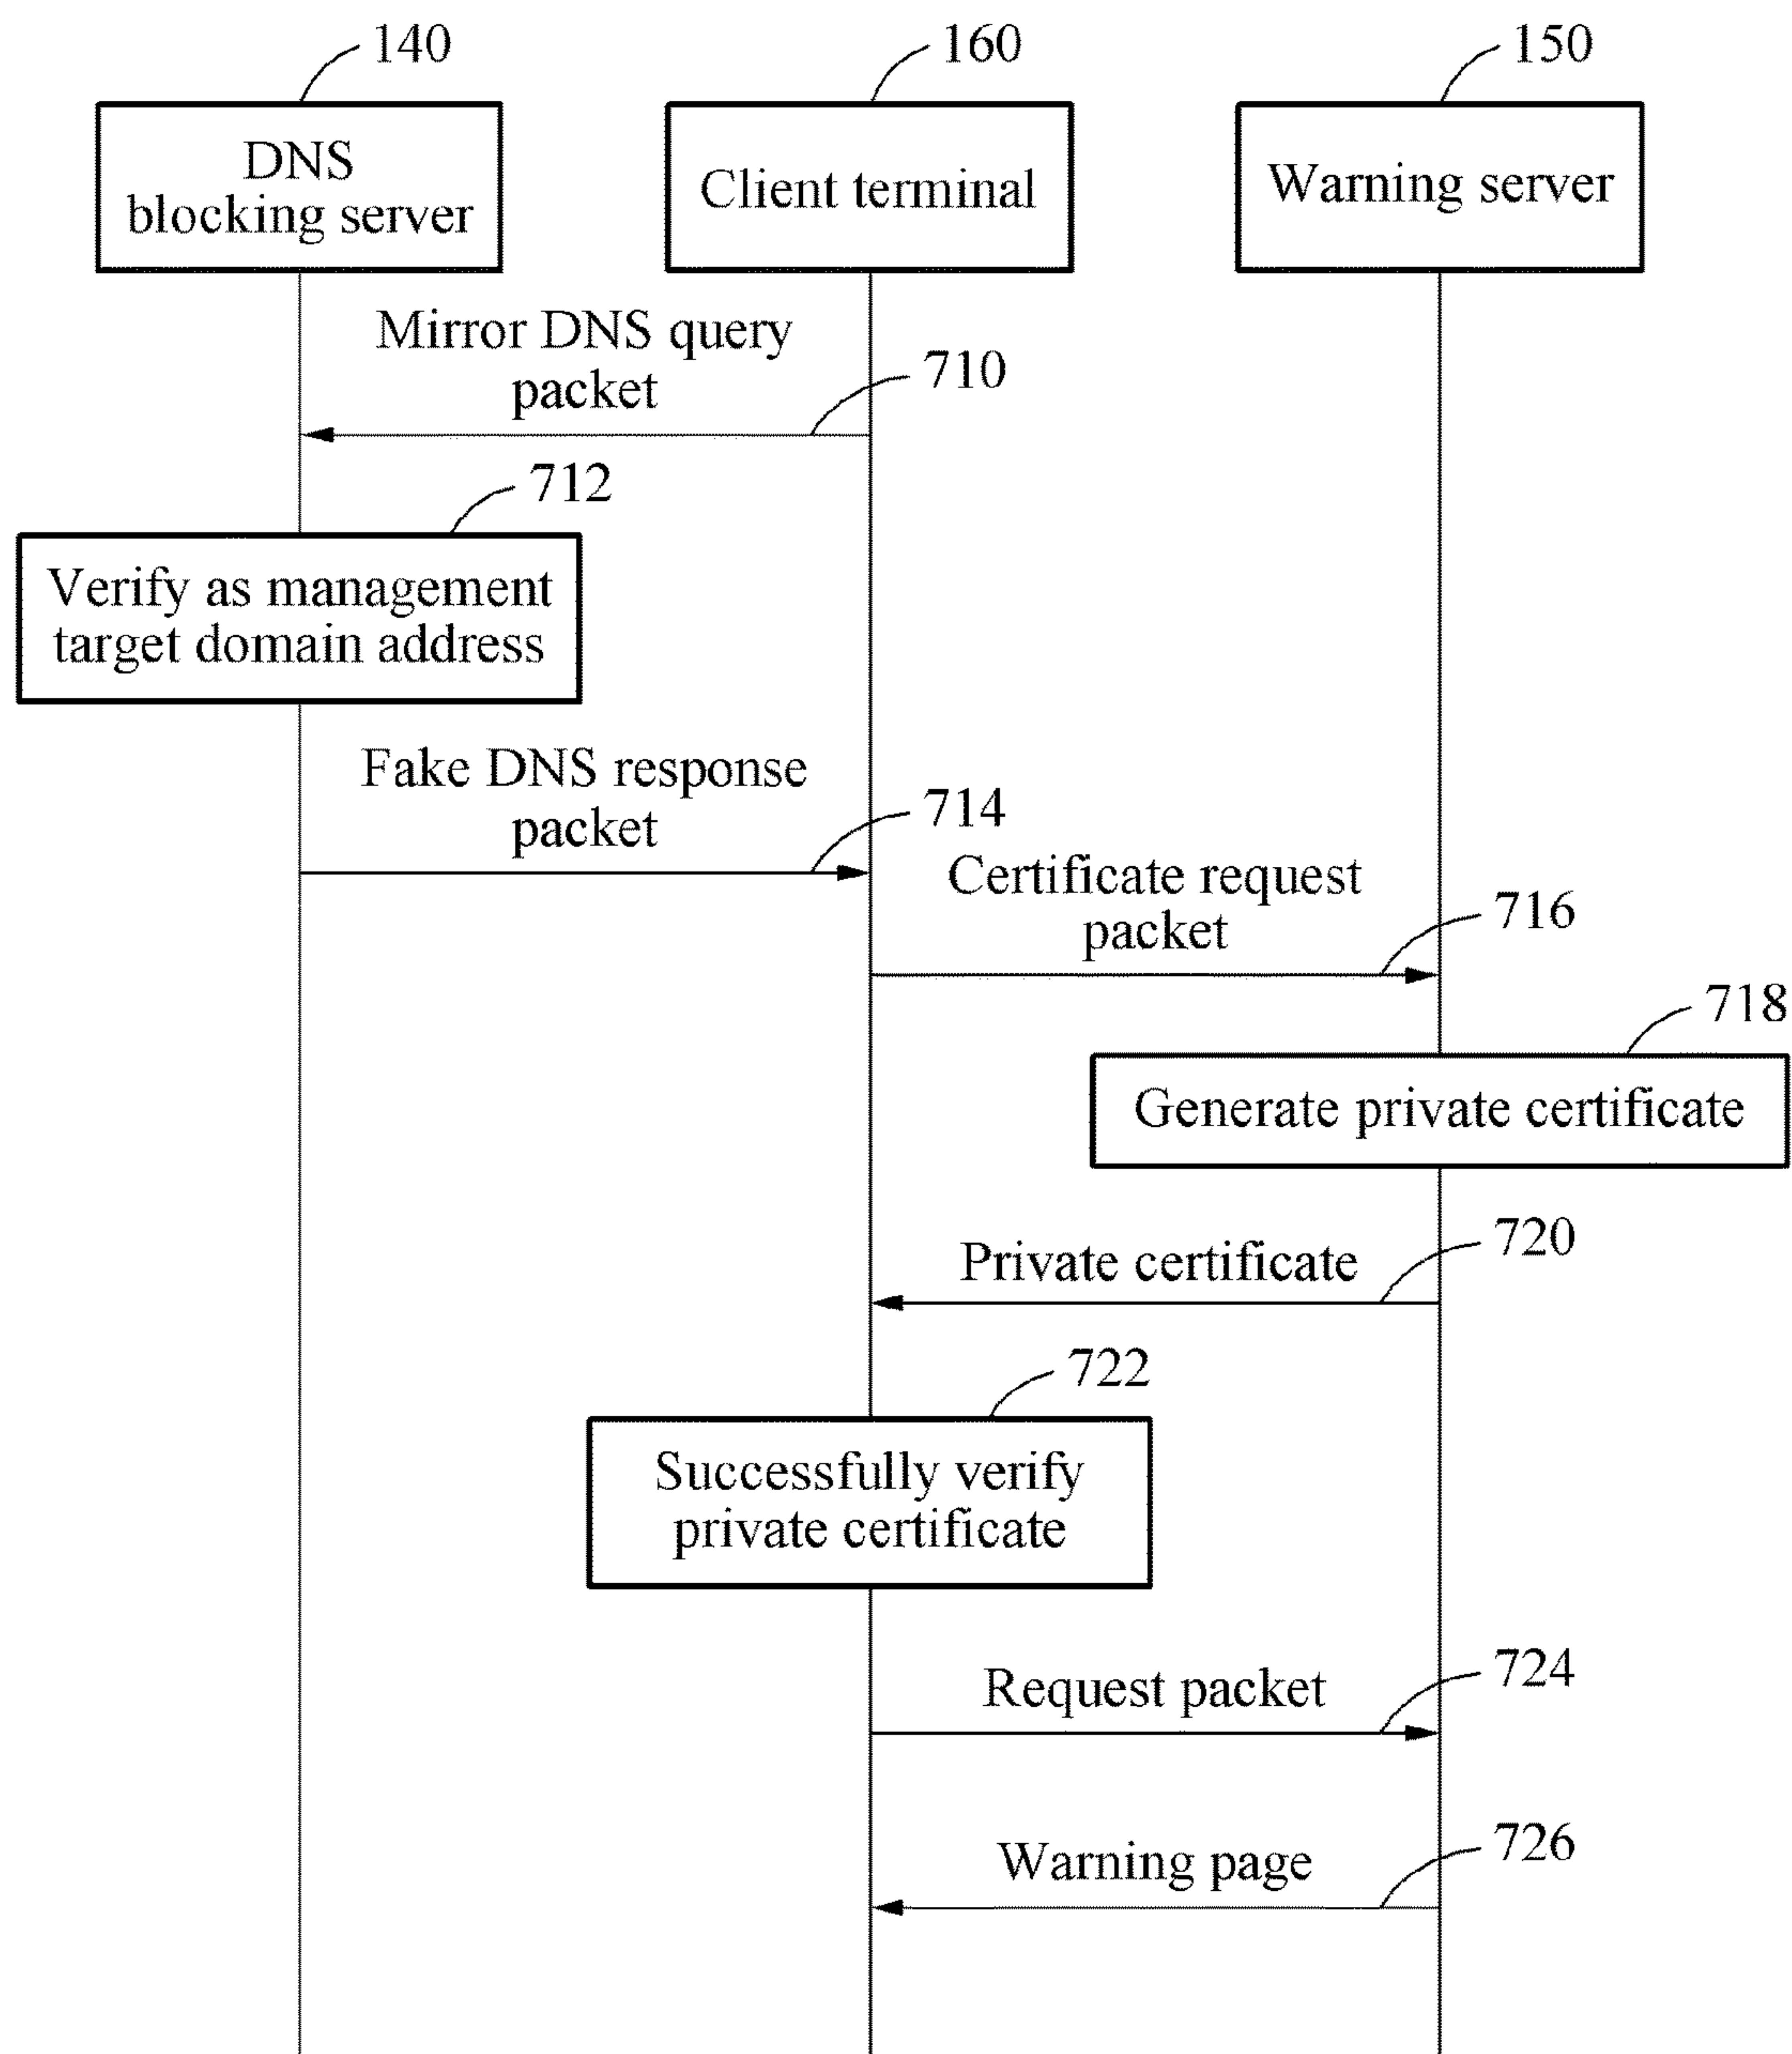 140
160
150
DNS
blocking server
Client terminal
Warning server
Mirror DNS query
packet
710
712
Verify as management
target domain address
Fake DNS response
packet
714
Certificate request
packet
716
718
Generate private certificate
Private certificate
720
722
Successfully verify
private certificate
Request packet
724
Warning page
726